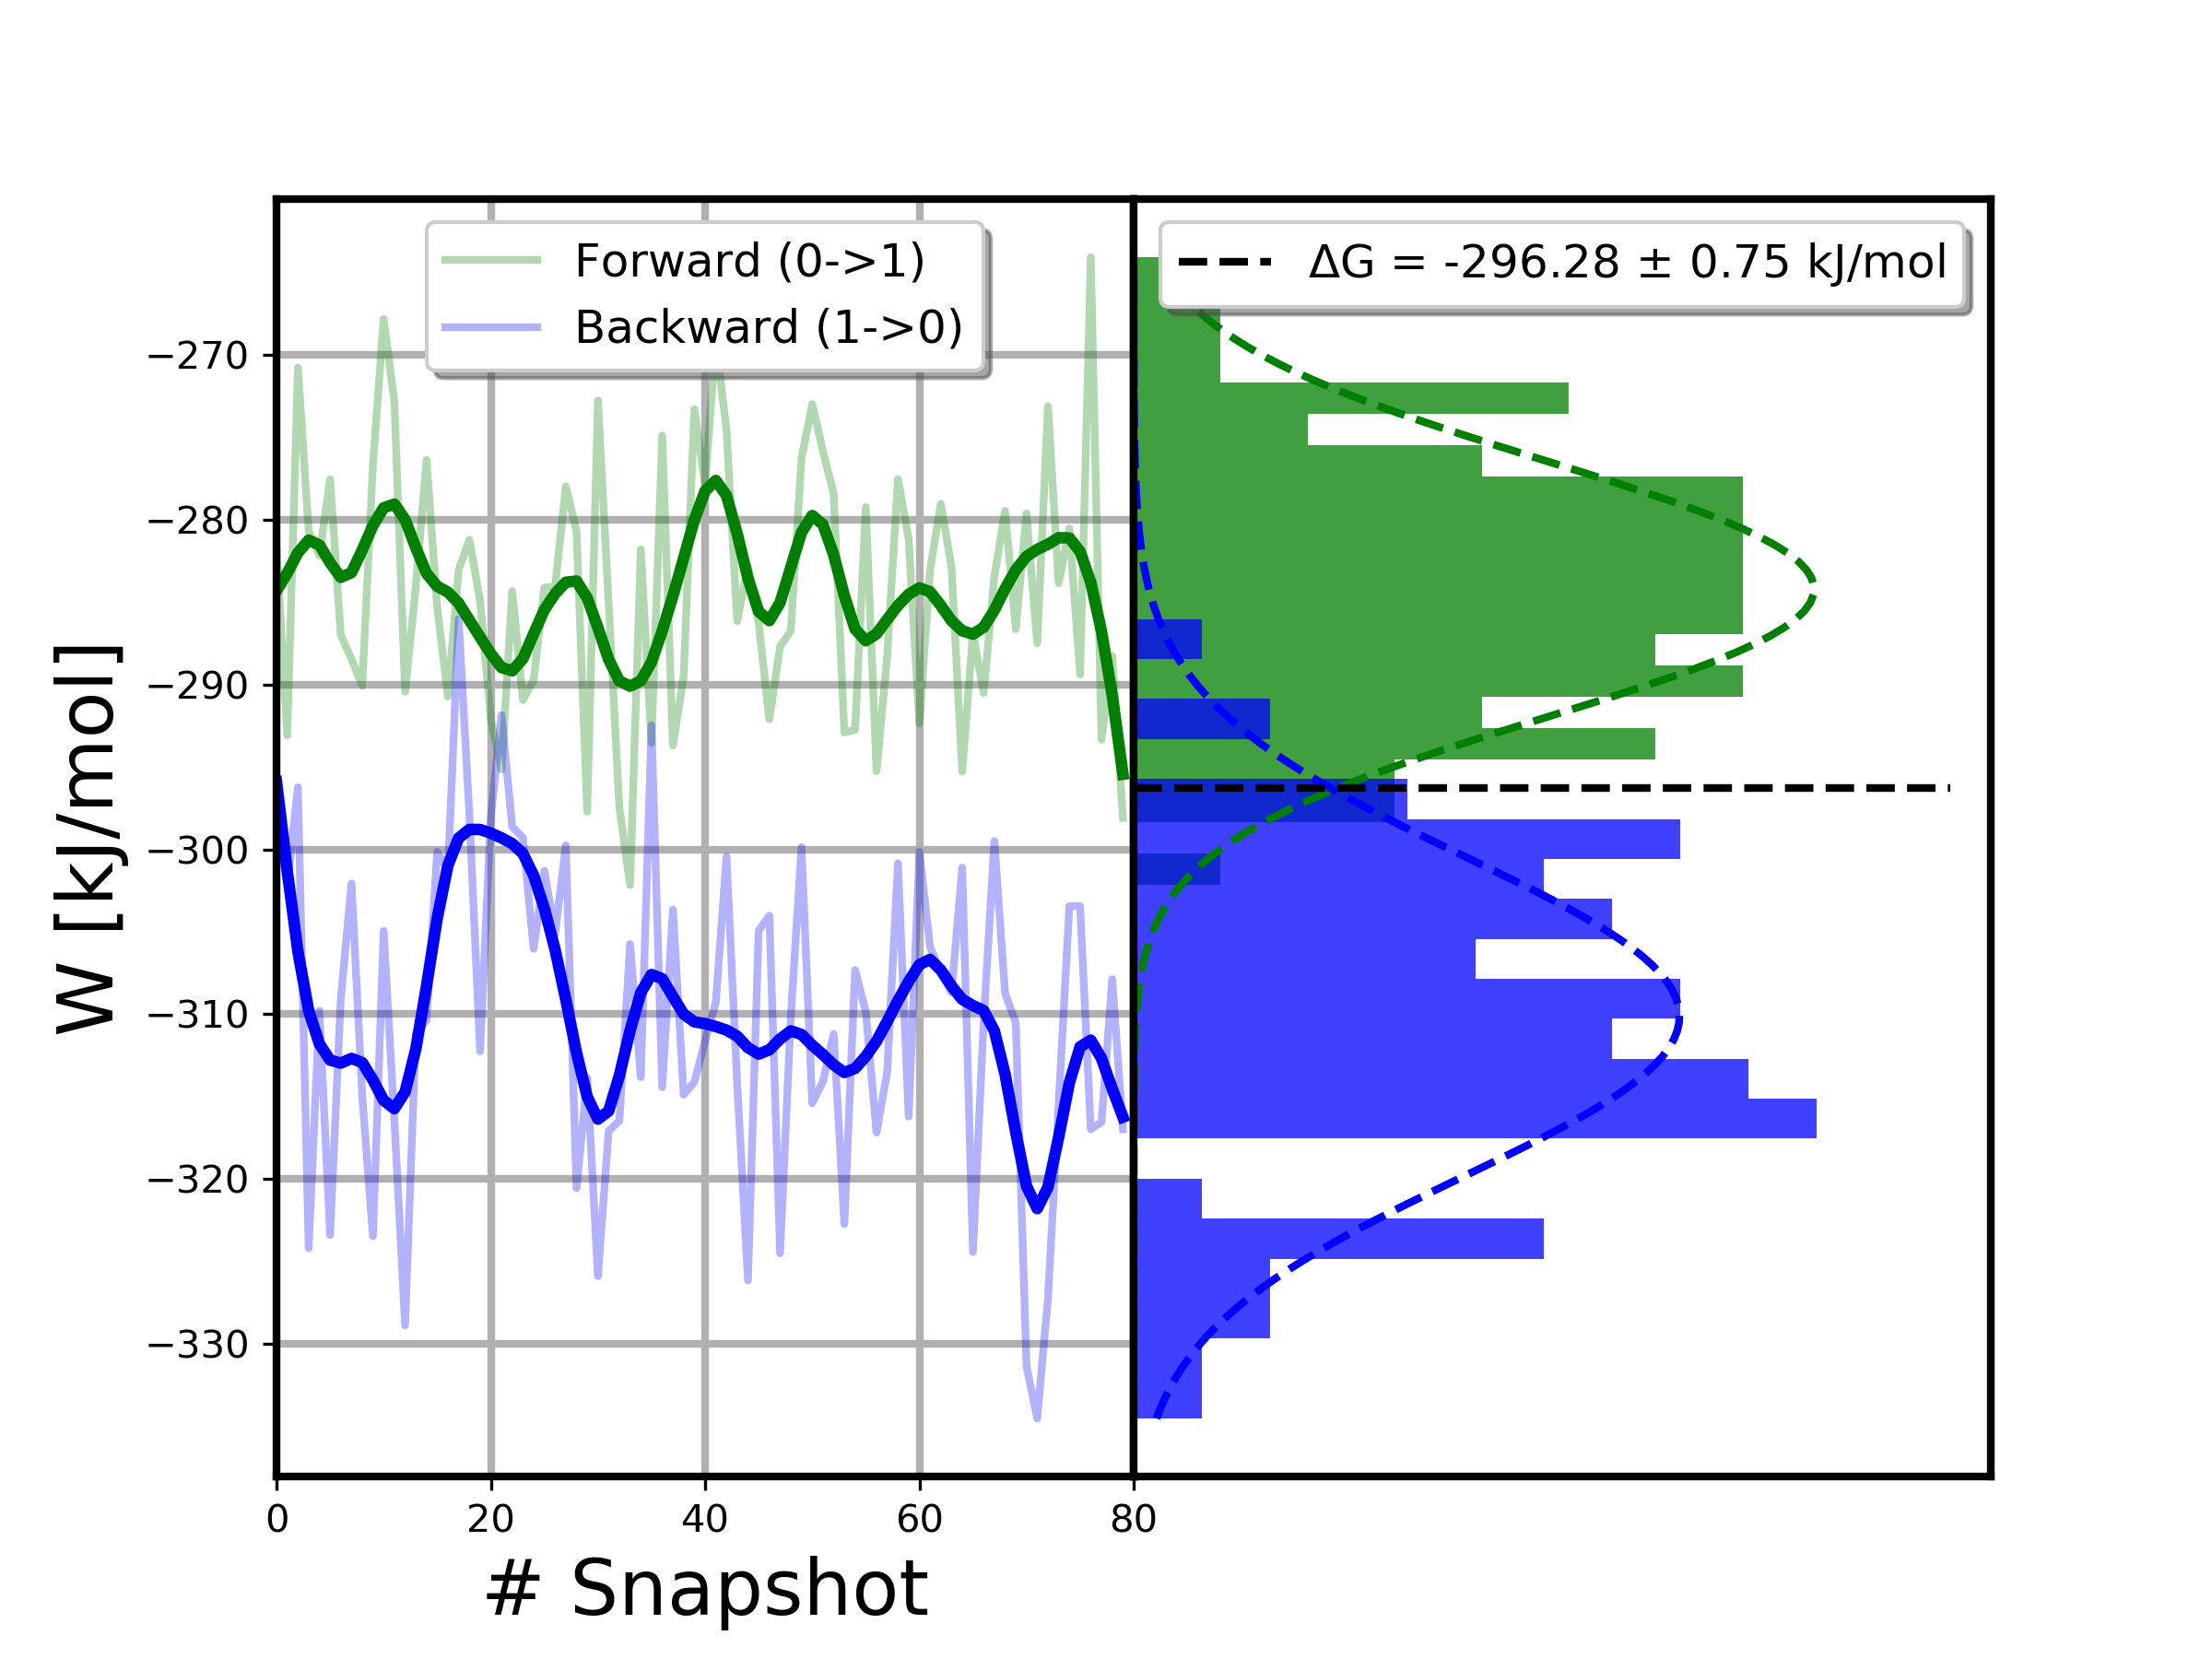 Forward (0->1)
Backward (1->0)
ΔG = -296.28 ± 0.75 kJ/mol
W [kJ/mol]
−270
−280
−290
−300
−310
−320
−330
0 20 40 60 80
# Snapshot